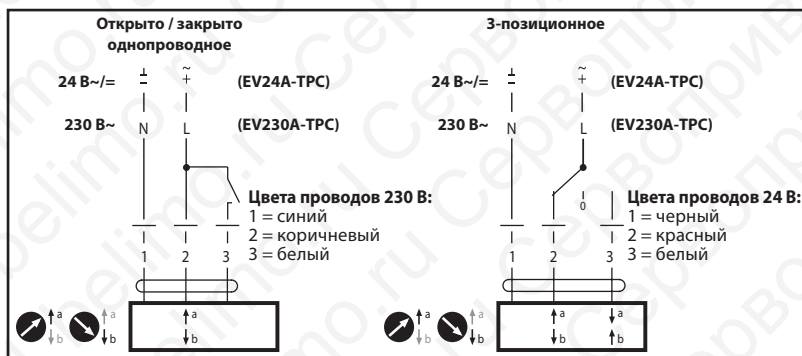 Открыто / закрыто
однопроводное
24 В~/=
⊥
~
+
(EV24A-TPC)
230 В~
N
L
(EV230A-TPC)
Цвета проводов 230 В:
1 = синий
2 = коричневый
3 = белый
1 2 3
a
b
a
b
a
b
3-позиционное
24 В~/=
⊥
~
+
(EV24A-TPC)
230 В~
N
L
(EV230A-TPC)
0
Цвета проводов 24 В:
1 = черный
2 = красный
3 = белый
1 2 3
a
b
a
b
a
b
a
b